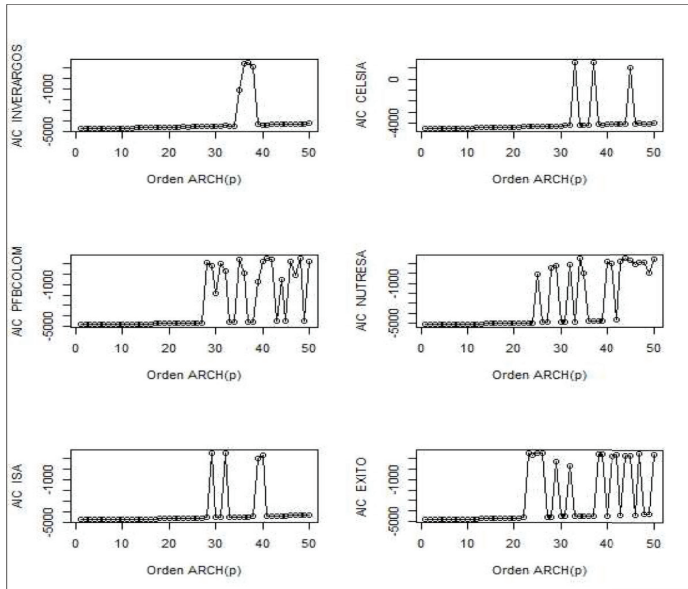 AIC INVERARGOS
-1000
-5000
0 10 20 30 40 50
Orden ARCH(p)
AIC CELSIA
0
-4000
0 10 20 30 40 50
Orden ARCH(p)
AIC PFBCOLOM
-1000
-5000
0 10 20 30 40 50
Orden ARCH(p)
AIC NUTRESA
-1000
-5000
0 10 20 30 40 50
Orden ARCH(p)
AIC ISA
-1000
-5000
0 10 20 30 40 50
Orden ARCH(p)
AIC EXITO
-1000
-5000
0 10 20 30 40 50
Orden ARCH(p)